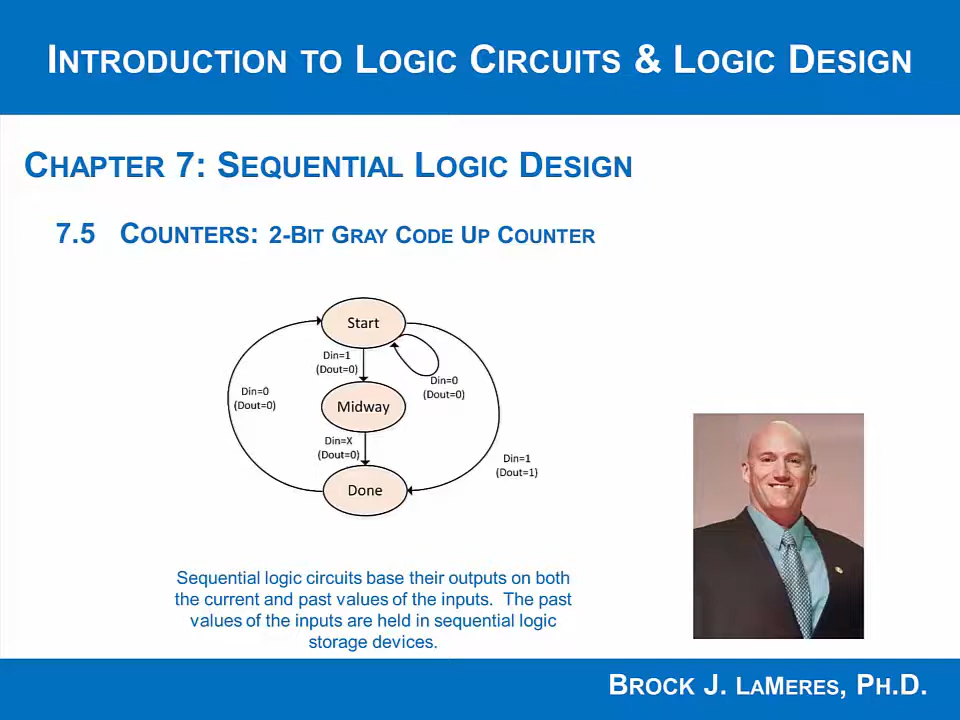 INTRODUCTION TO LOGIC CIRCUITS & LOGIC DESIGN
CHAPTER 7: SEQUENTIAL LOGIC DESIGN
7.5 COUNTERS: 2-BIT GRAY CODE UP COUNTER
Start
Din=1
(Dout=0)
Din=0
(Dout=0)
Din=0
(Dout=0)
Midway
Din=X
(Dout=0)
Din=1
(Dout=1)
Done
Sequential logic circuits base their outputs on both
the current and past values of the inputs. The past
values of the inputs are held in sequential logic
storage devices.
BROCK J. LAMERES, PH.D.